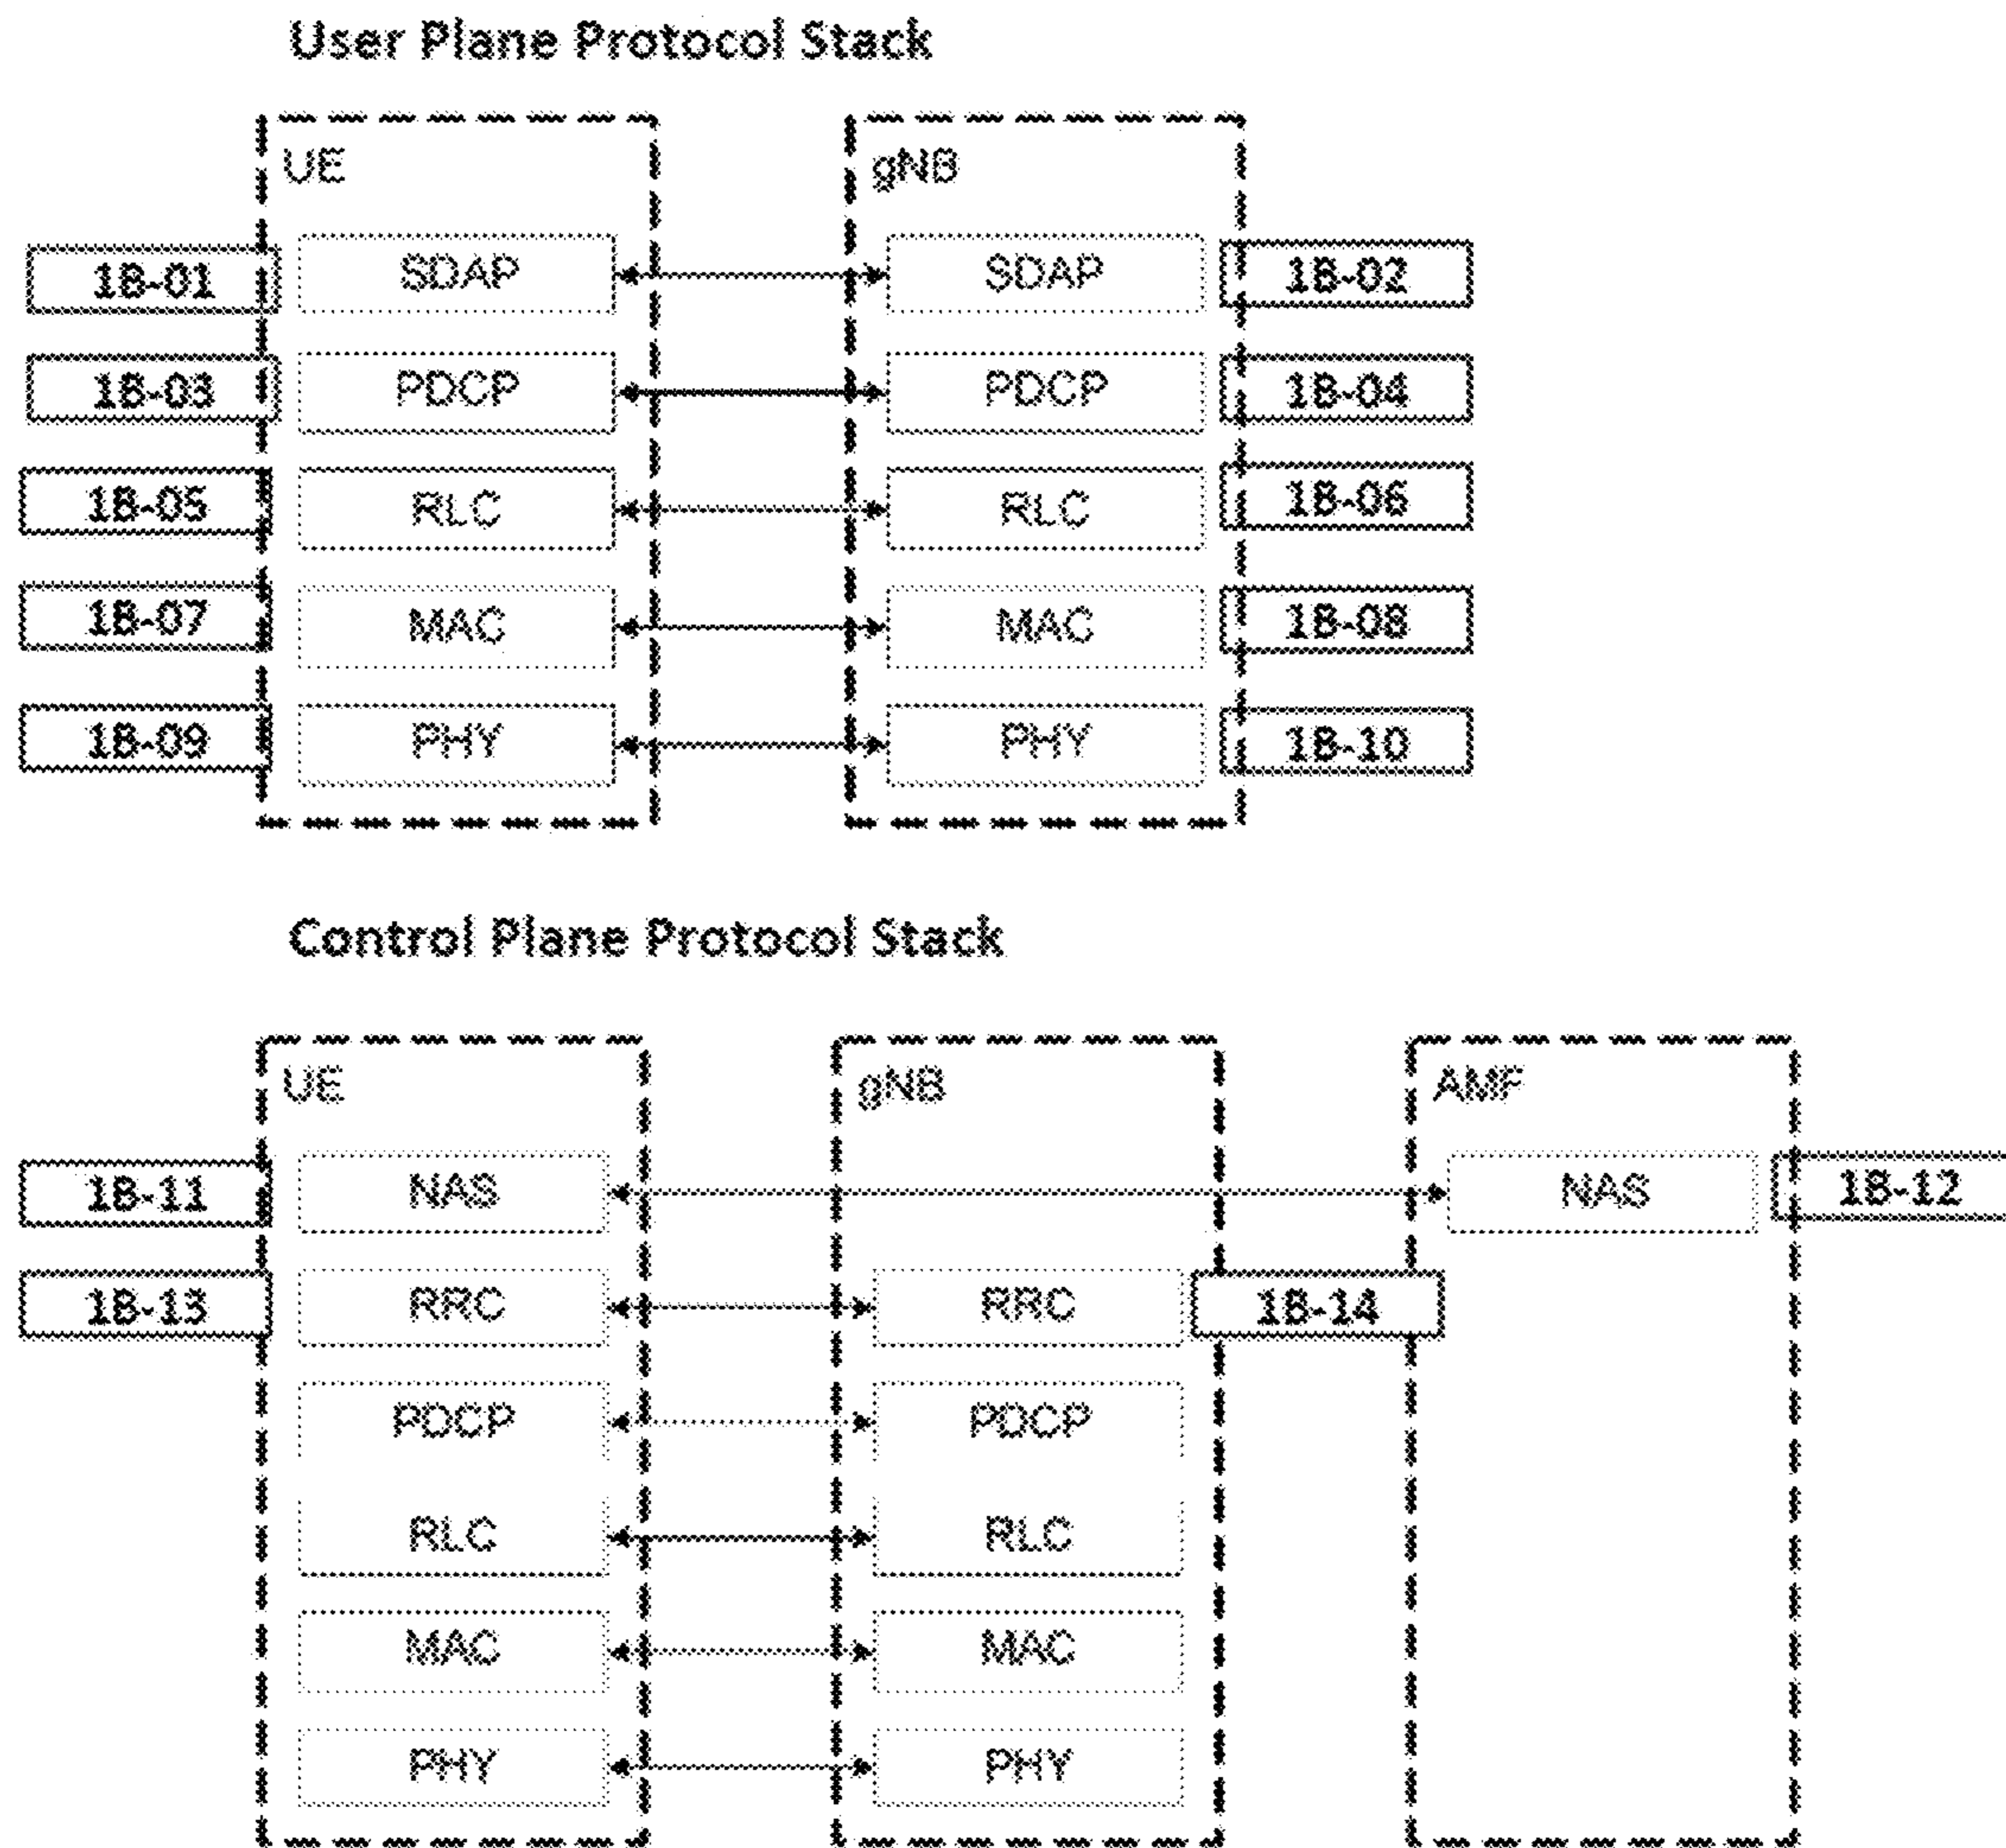 User Plane Protocol Stack
UE gNB
1B-01 SDAP SDAP 1B-02
1B-03 PDCP PDCP 1B-04
1B-05 RLC RLC 1B-06
1B-07 MAC MAC 1B-08
1B-09 PHY PHY 1B-10
Control Plane Protocol Stack
UE gNB AMF
1B-11 NAS NAS 1B-12
1B-13 RRC RRC 1B-14
PDCP PDCP
RLC RLC
MAC MAC
PHY PHY